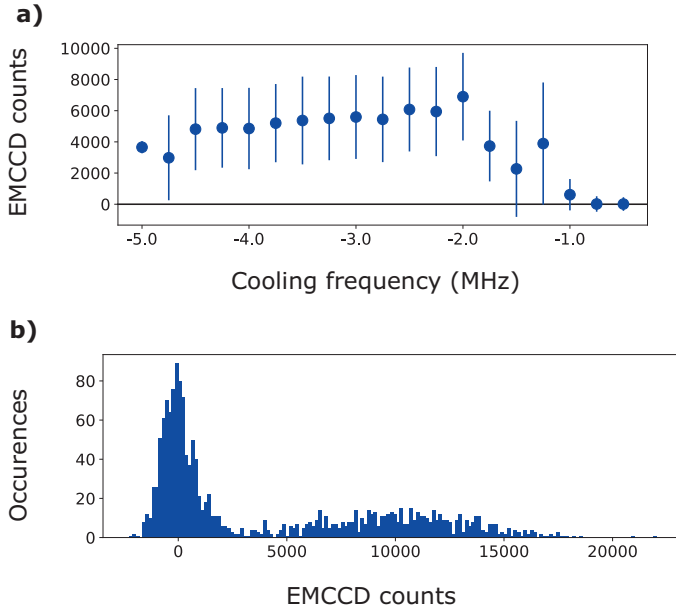 a)
EMCCD counts
10000
8000
6000
4000
2000
0
-5.0 -4.0 -3.0 -2.0 -1.0
Cooling frequency (MHz)
b)
Occurences
80
60
40
20
0
0 5000 10000 15000 20000
EMCCD counts